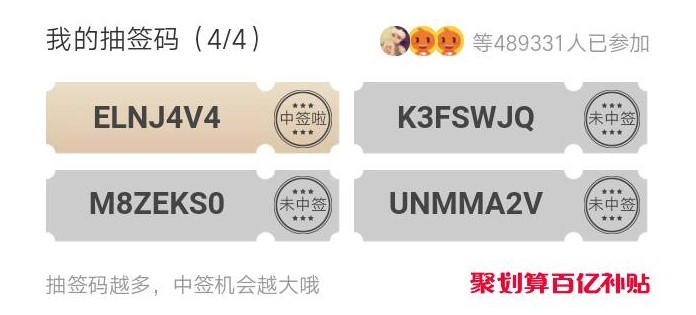 我的抽签码（4/4）
等489331人已参加
ELNJ4V4
中签啦
K3FSWJQ
未中签
M8ZEKS0
未中签
UNMMA2V
未中签
抽签码越多，中签机会越大哦
聚划算百亿补贴